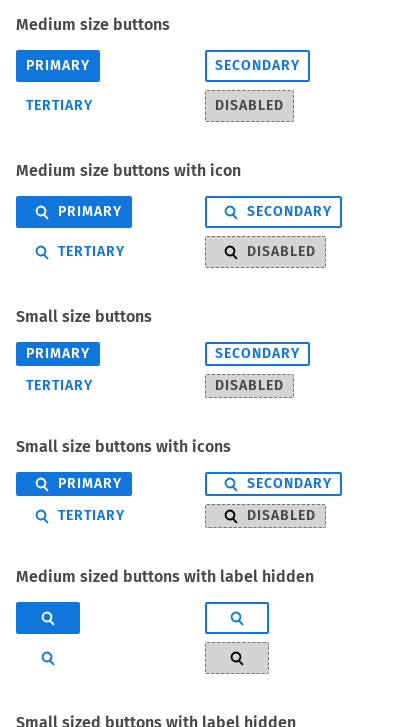 Medium size buttons
PRIMARY SECONDARY
TERTIARY DISABLED
Medium size buttons with icon
PRIMARY SECONDARY
TERTIARY DISABLED
Small size buttons
PRIMARY SECONDARY
TERTIARY DISABLED
Small size buttons with icons
PRIMARY SECONDARY
TERTIARY DISABLED
Medium sized buttons with label hidden
Small sized buttons with label hidden